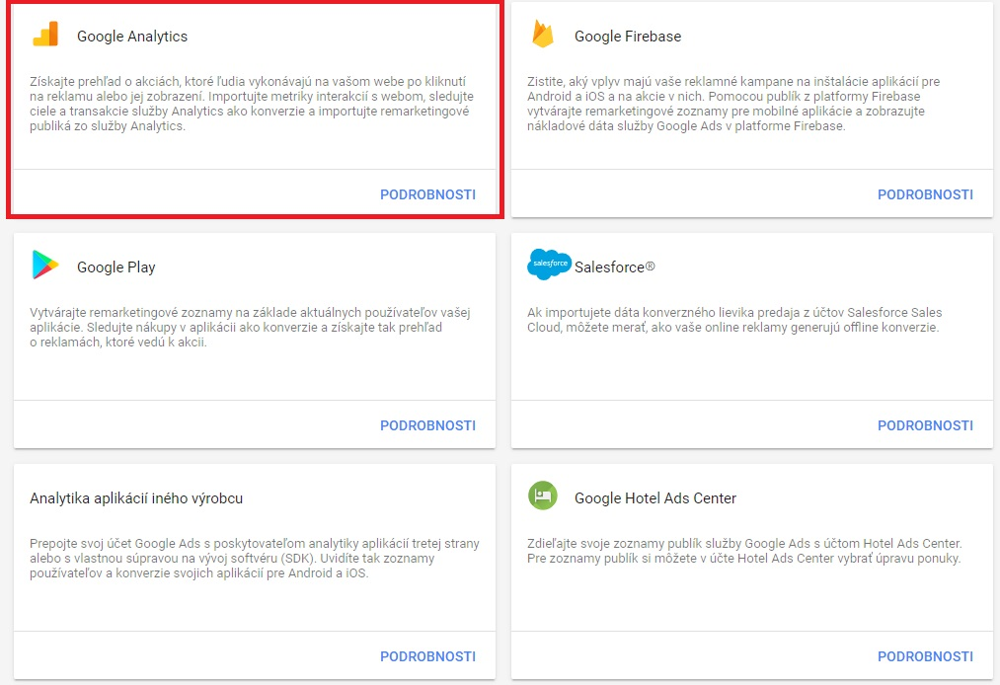 Google Analytics
Získajte prehľad o akciách, ktoré ľudia vykonávajú na vašom webe po kliknutí
na reklamu alebo jej zobrazení. Importujte metriky interakcií s webom, sledujte
ciele a transakcie služby Analytics ako konverzie a importujte remarketingové
publiká zo služby Analytics.
PODROBNOSTI
Google Firebase
Zistite, aký vplyv majú vaše reklamné kampane na inštalácie aplikácií pre
Android a iOS a na akcie v nich. Pomocou publík z platformy Firebase
vytvárajte remarketingové zoznamy pre mobilné aplikácie a zobrazujte
nákladové dáta služby Google Ads v platforme Firebase.
PODROBNOSTI
Google Play
Vytvárajte remarketingové zoznamy na základe aktuálnych používateľov vašej
aplikácie. Sledujte nákupy v aplikácii ako konverzie a získajte tak prehľad
o reklamách, ktoré vedú k akcii.
PODROBNOSTI
salesforce
Salesforce®
Ak importujete dáta konverzného lievika predaja z účtov Salesforce Sales
Cloud, môžete merať, ako vaše online reklamy generujú offline konverzie.
PODROBNOSTI
Analytika aplikácií iného výrobcu
Prepojte svoj účet Google Ads s poskytovateľom analytiky aplikácií tretej strany
alebo s vlastnou súpravou na vývoj softvéru (SDK). Uvidíte tak zoznamy
používateľov a konverzie svojich aplikácií pre Android a iOS.
PODROBNOSTI
Google Hotel Ads Center
Zdieľajte svoje zoznamy publík služby Google Ads s účtom Hotel Ads Center.
Pre zoznamy publík si môžete v účte Hotel Ads Center vybrať úpravu ponuky.
PODROBNOSTI